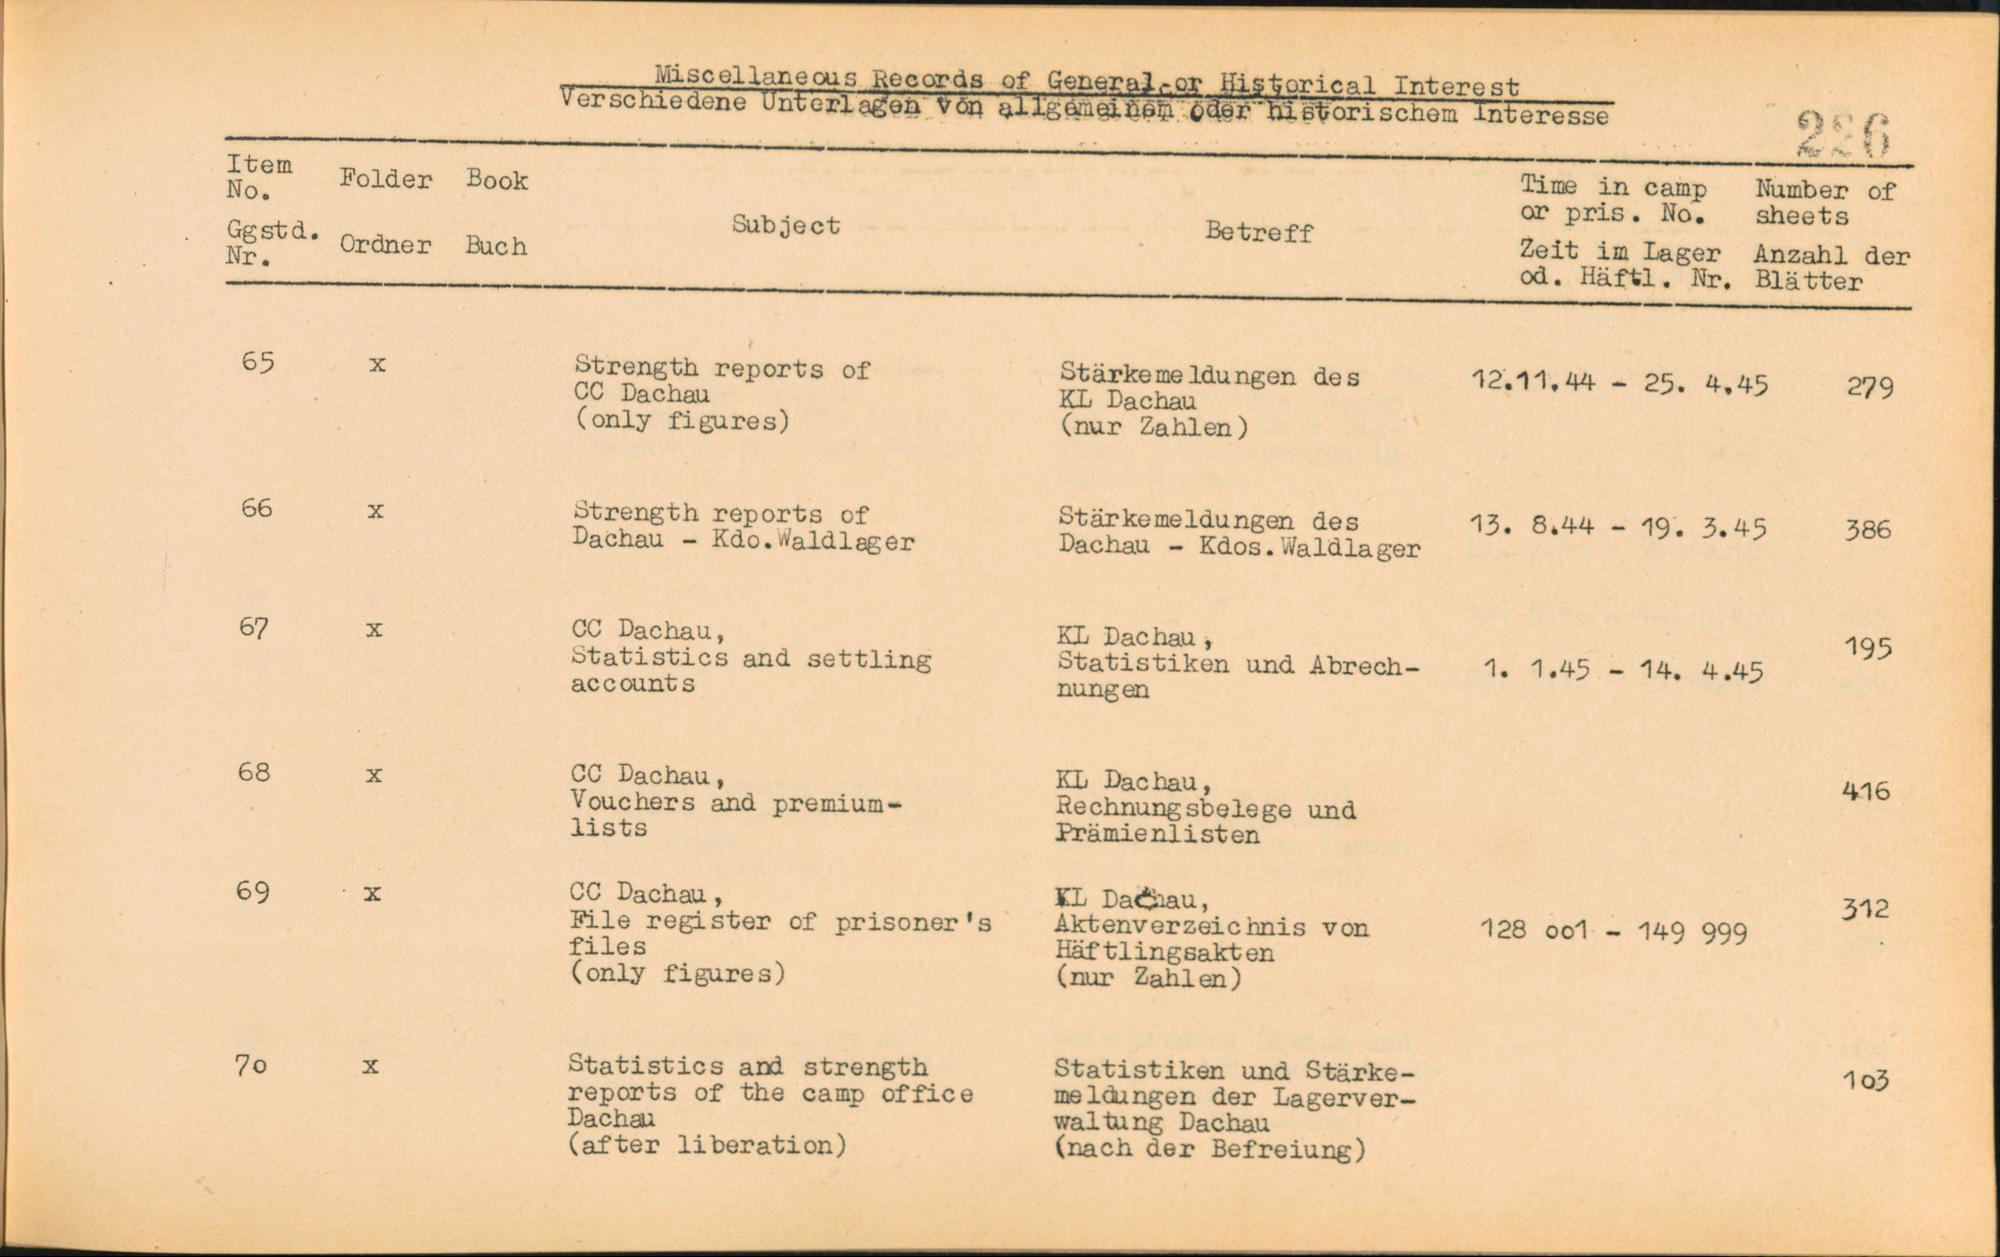 Miscellaneous Records of General or Historical Interest
Verschiedene Unterlagen von allgemeinem oder historischem Interesse
226
Item No. Folder Book Subject Betreff Time in camp or pris. No. Number of sheets
Ggstd. Nr. Ordner Buch Zeit im Lager od. Häftl. Nr. Anzahl der Blätter
65 x Strength reports of Stärkemeldungen des 12.11.44 - 25. 4.45 279
CC Dachau KL Dachau
(only figures) (nur Zahlen)
66 x Strength reports of Stärkemeldungen des 13. 8.44 - 19. 3.45 386
Dachau - Kdo.Waldlager Dachau - Kdos.Waldlager
67 x CC Dachau, KL Dachau, 195
Statistics and settling Statistiken und Abrech- 1. 1.45 - 14. 4.45
accounts nungen
68 x CC Dachau, KL Dachau, 416
Vouchers and premium- Rechnungsbelege und
lists Prämienlisten
69 x CC Dachau, KL Dachau, 312
File register of prisoner's Aktenverzeichnis von 128 001 - 149 999
files Häftlingsakten
(only figures) (nur Zahlen)
70 x Statistics and strength Statistiken und Stärke- 103
reports of the camp office meldungen der Lagerver-
Dachau waltung Dachau
(after liberation) (nach der Befreiung)